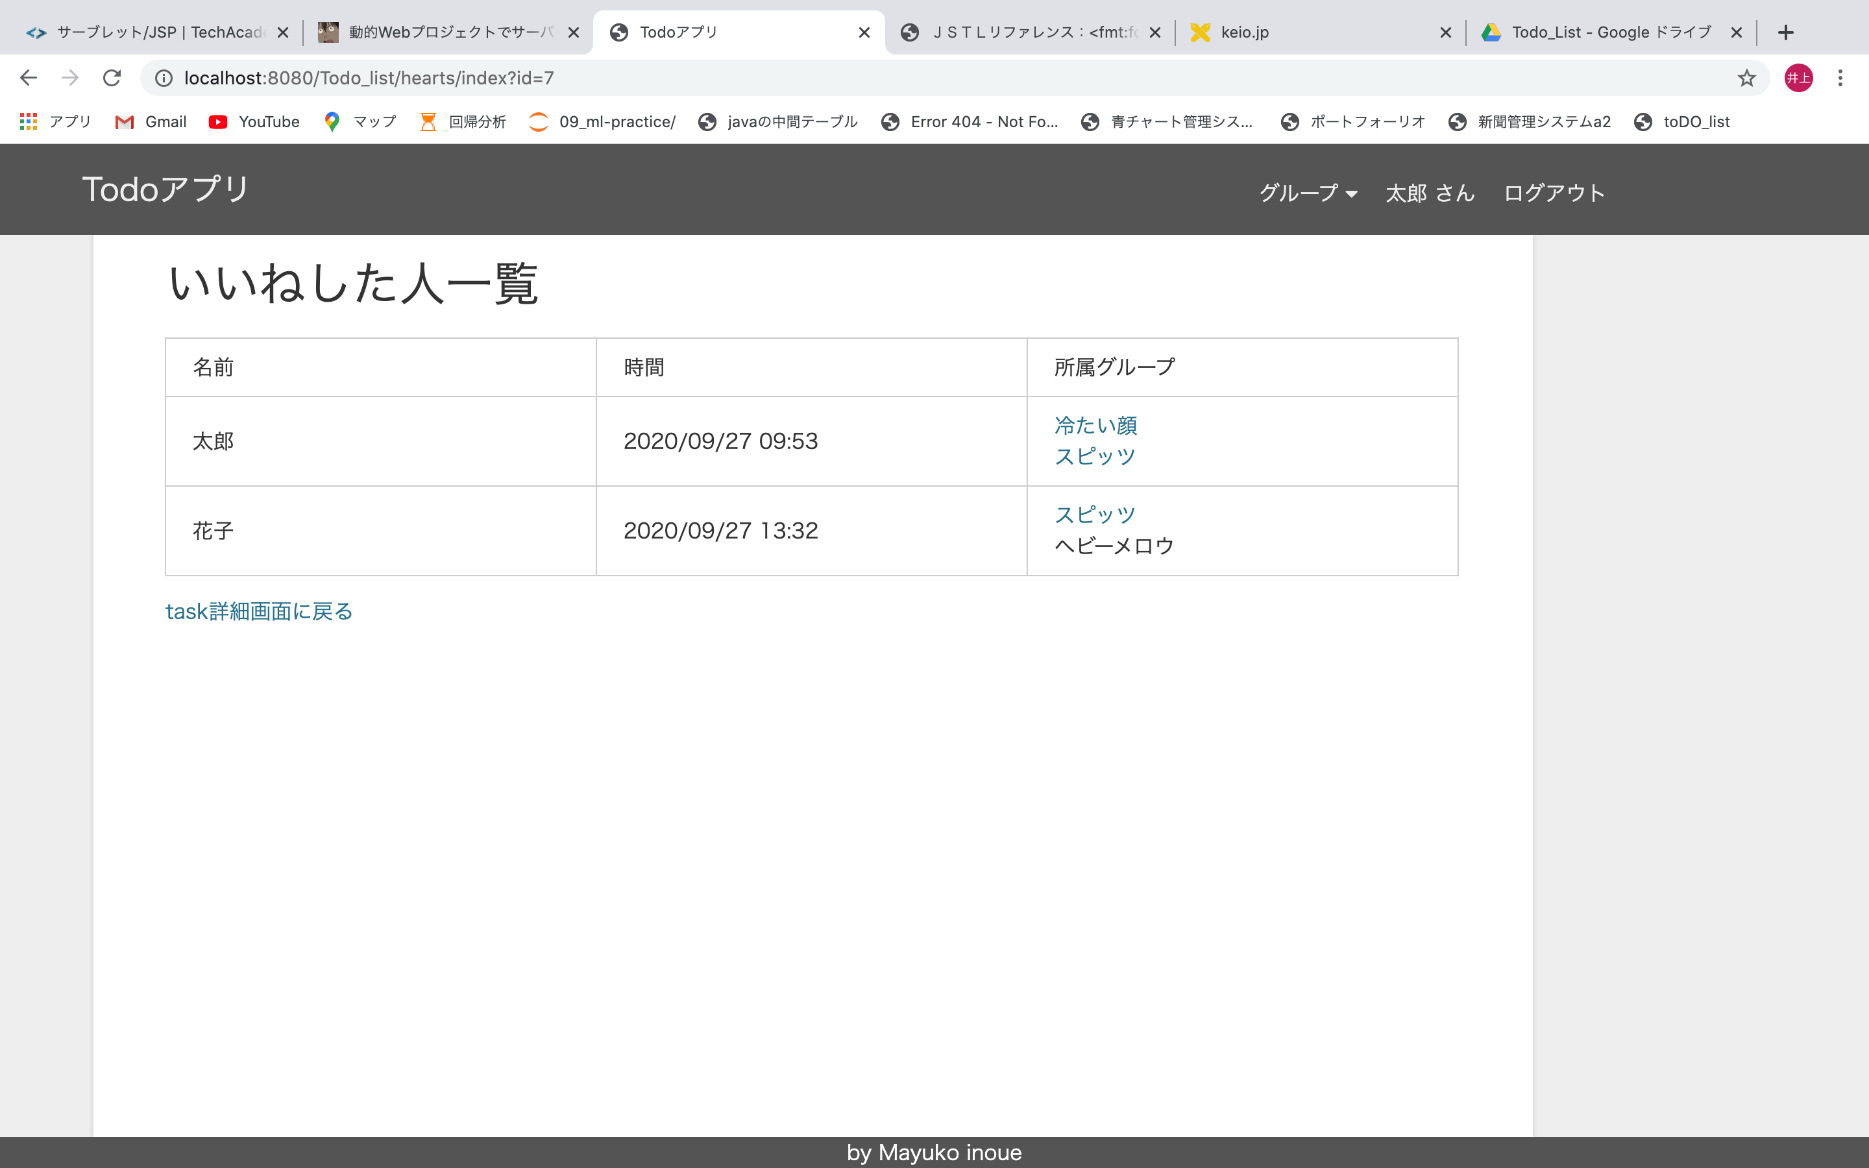 サーブレット/JSP | TechAcad
動的Webプロジェクトでサーバ
Todoアプリ
ＪＳＴＬリファレンス：<fmt:fo
keio.jp
Todo_List - Google ドライブ
localhost:8080/Todo_list/hearts/index?id=7
井上
アプリ
Gmail
YouTube
マップ
回帰分析
09_ml-practice/
javaの中間テーブル
Error 404 - Not Fo...
青チャート管理シス...
ポートフォーリオ
新聞管理システムa2
toDO_list
Todoアプリ
グループ
太郎 さん
ログアウト
いいねした人一覧
名前 時間 所属グループ
太郎 2020/09/27 09:53 冷たい顔
スピッツ
花子 2020/09/27 13:32 スピッツ
ヘビーメロウ
task詳細画面に戻る
by Mayuko inoue